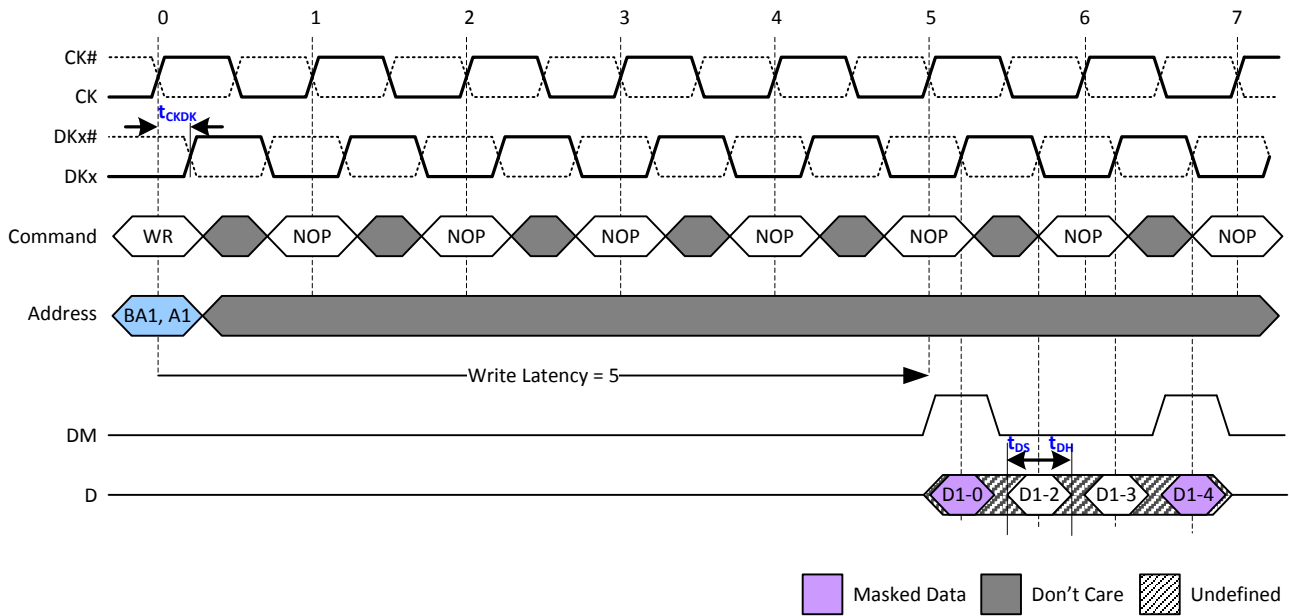 0 1 2 3 4 5 6 7
CK#
CK
tCKDK
DKx#
DKx
Command WR NOP NOP NOP NOP NOP NOP NOP
Address BA1, A1
Write Latency = 5
DM
tDS tDH
D D1-0 D1-2 D1-3 D1-4
Masked Data Don't Care Undefined